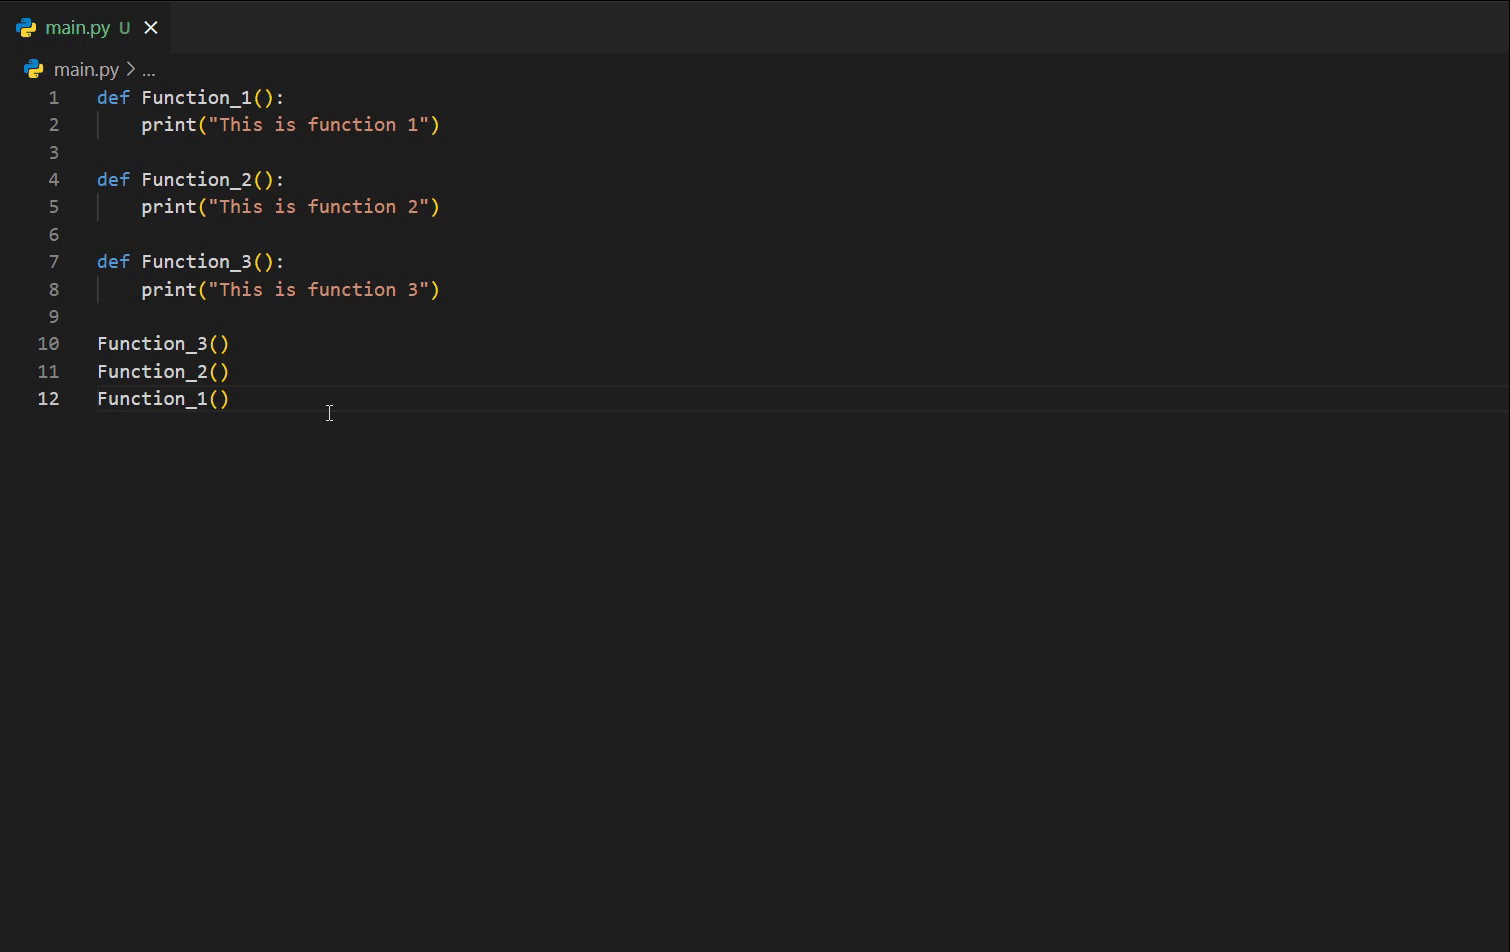 main.py U
main.py > ...
1 def Function_1():
2     print("This is function 1")
3
4 def Function_2():
5     print("This is function 2")
6
7 def Function_3():
8     print("This is function 3")
9
10 Function_3()
11 Function_2()
12 Function_1()